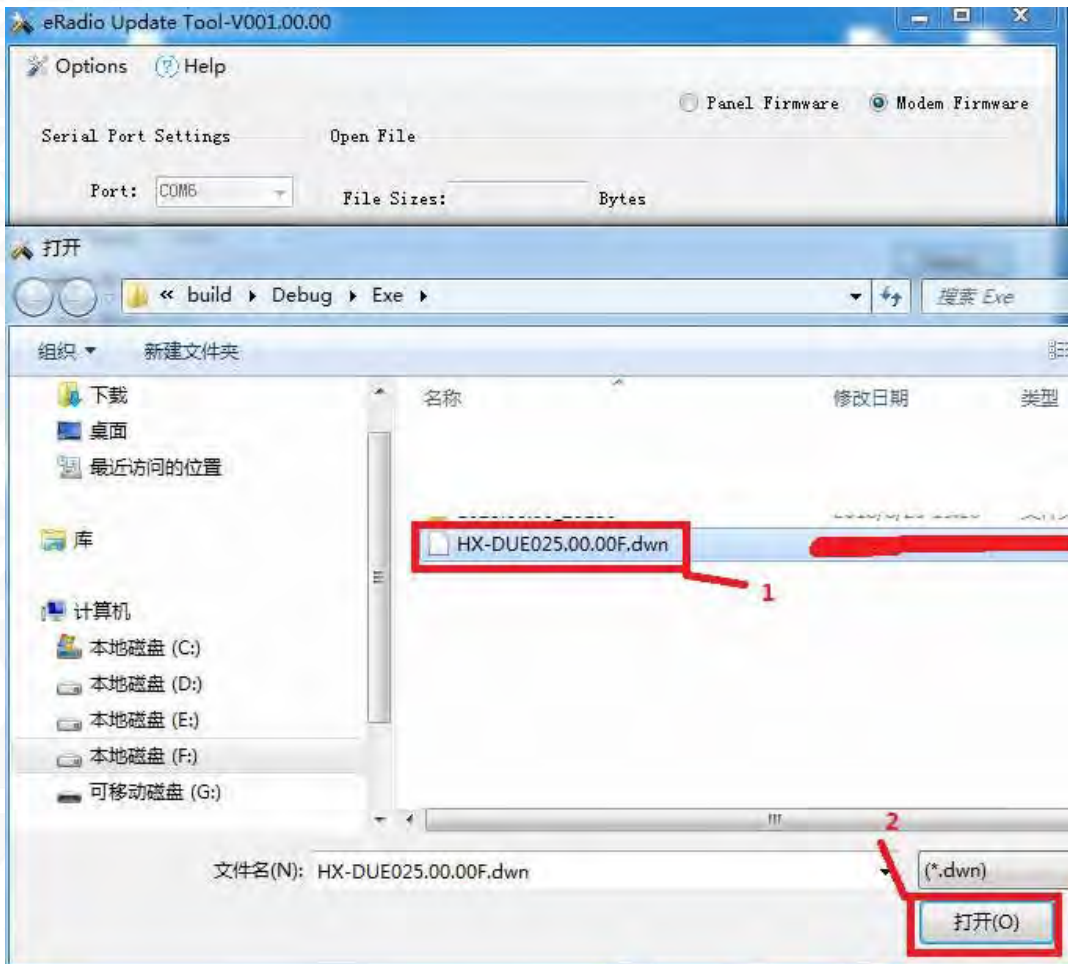 eRadio Update Tool-V001.00.00
Options Help
Panel Firmware Modem Firmware
Serial Port Settings Open File
Port: COM6 File Sizes: Bytes
打开
« build Debug Exe 搜索 Exe
组织 新建文件夹
下载 名称 修改日期 类型
桌面
最近访问的位置
库 HX-DUE025.00.00F.dwn
1
计算机
本地磁盘 (C:)
本地磁盘 (D:)
本地磁盘 (E:)
本地磁盘 (F:)
可移动磁盘 (G:)
2
文件名(N): HX-DUE025.00.00F.dwn (*.dwn)
打开(O)